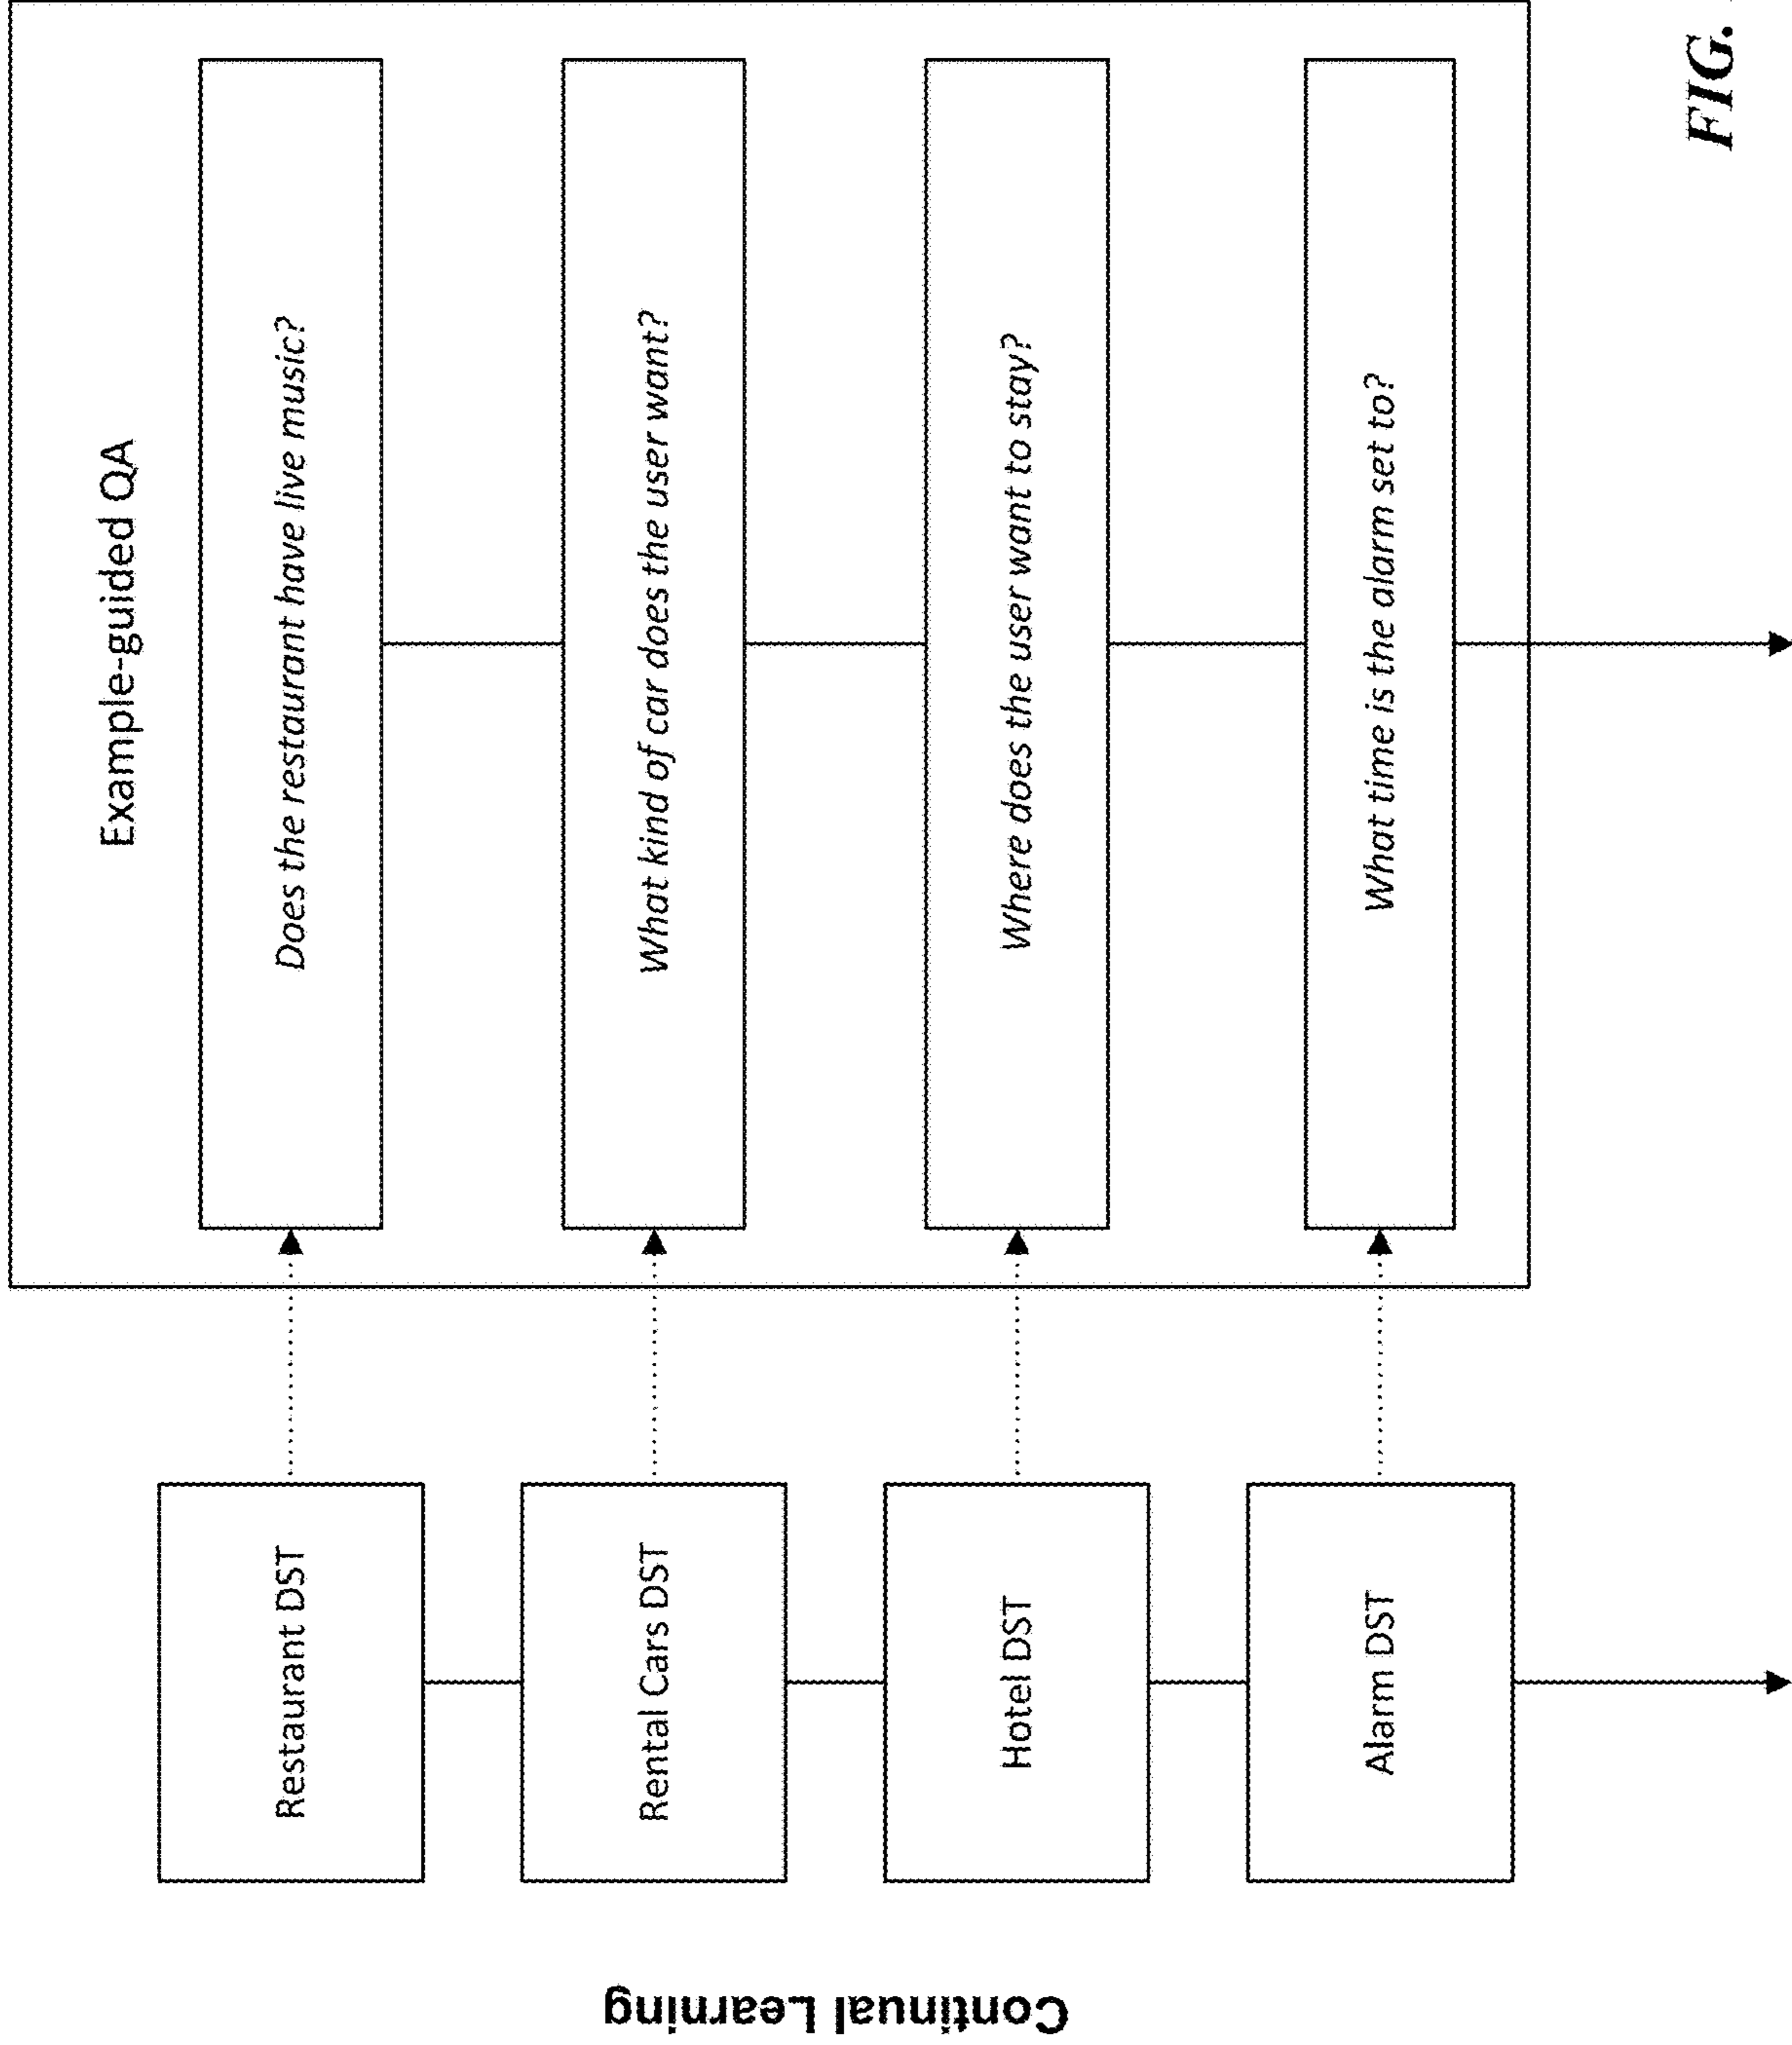 Example-guided QA
Restaurant DST
Does the restaurant have live music?
Rental Cars DST
What kind of car does the user want?
Hotel DST
Where does the user want to stay?
Alarm DST
What time is the alarm set to?
Continual Learning
FIG.